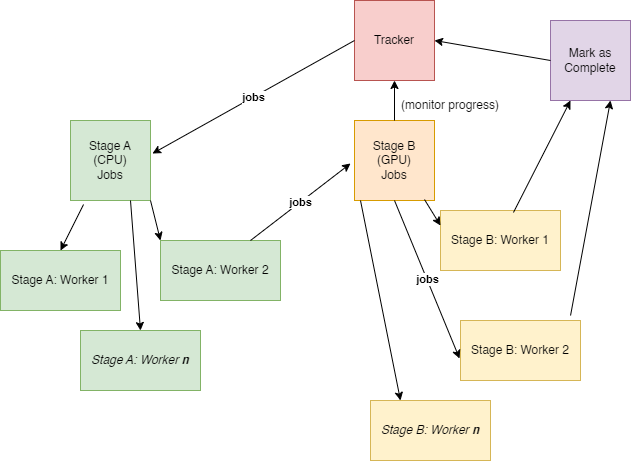 Tracker
Mark as
Complete
jobs
(monitor progress)
Stage A
(CPU)
Jobs
Stage B
(GPU)
Jobs
jobs
Stage B: Worker 1
Stage A: Worker 2
Stage A: Worker 1
jobs
Stage B: Worker 2
Stage A: Worker n
Stage B: Worker n